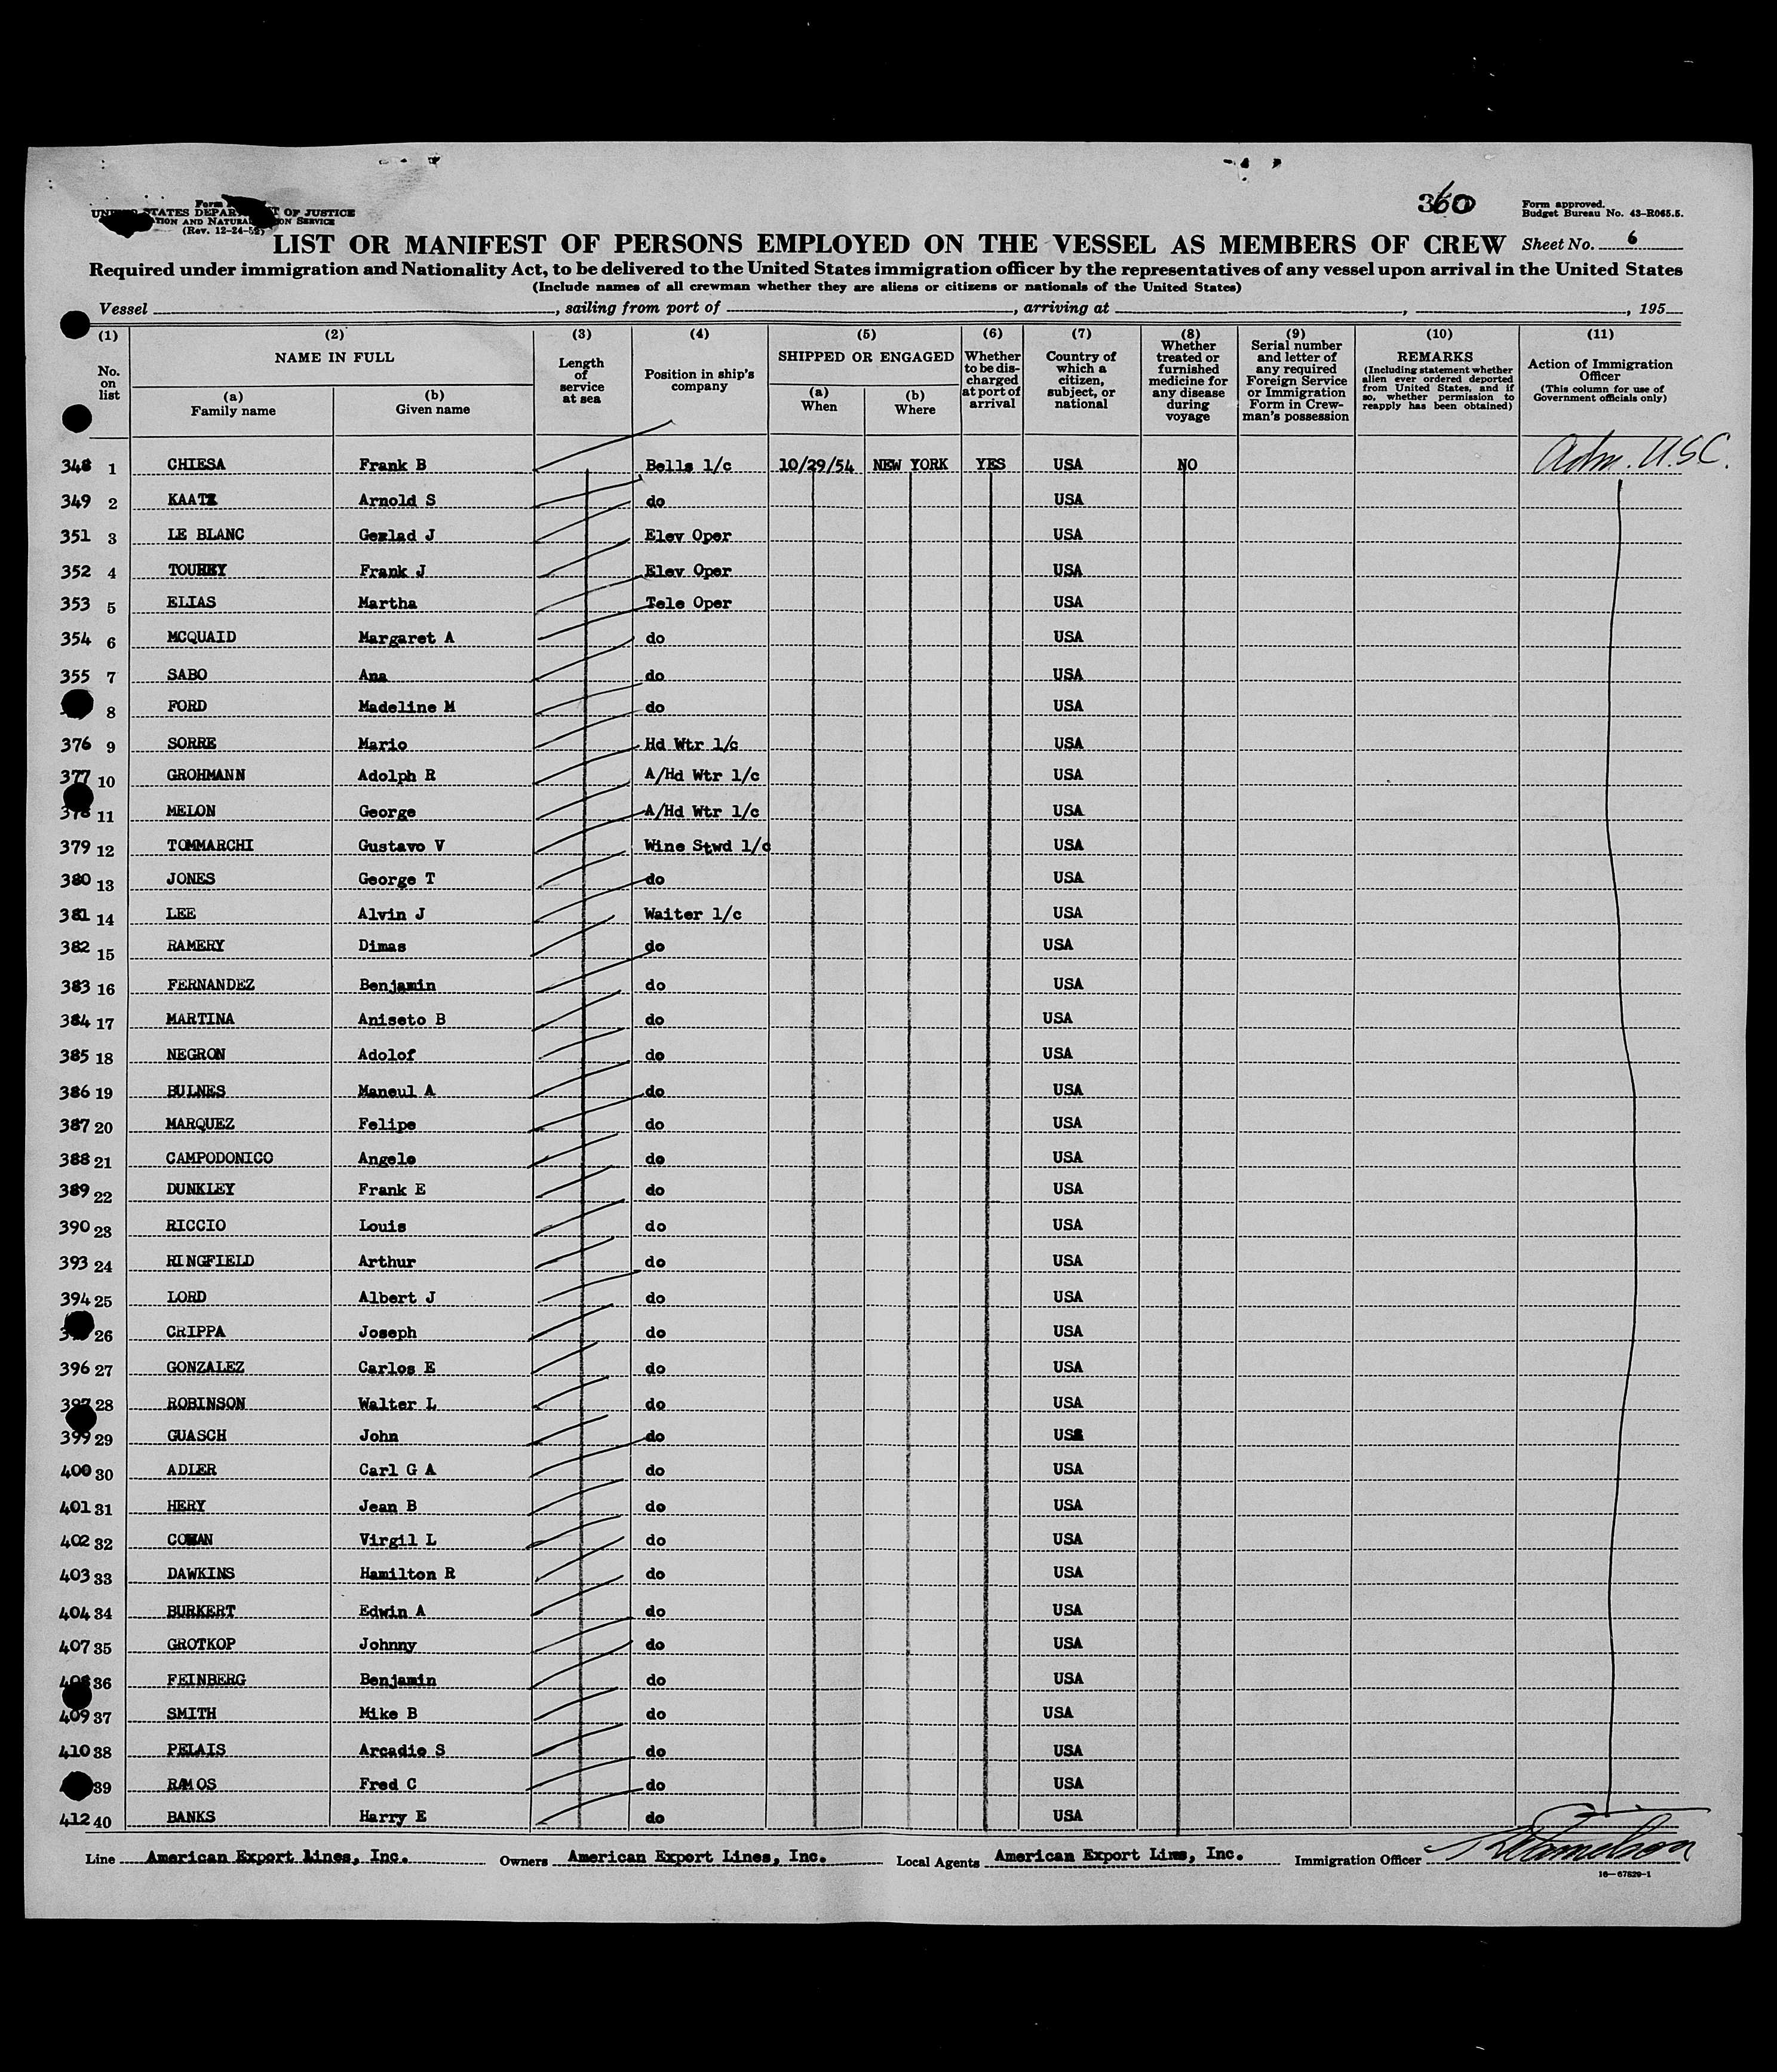 360
Form approved.
Budget Bureau No. 43-R065.5.
OF JUSTICE
(Rev. 12-24-52)
LIST OR MANIFEST OF PERSONS EMPLOYED ON THE VESSEL AS MEMBERS OF CREW Sheet No. 6
Required under immigration and Nationality Act, to be delivered to the United States immigration officer by the representatives of any vessel upon arrival in the United States
(Include names of all crewman whether they are aliens or citizens or nationals of the United States)
Vessel , sailing from port of , arriving at , , 195
(1) (2) (3) (4) (5) (6) (7) (8) (9) (10) (11)
No. on list NAME IN FULL (a) Family name (b) Given name Length of service at sea Position in ship's company SHIPPED OR ENGAGED (a) When (b) Where Whether to be discharged at port of arrival Country of which a citizen, subject, or national Whether treated or furnished medicine for any disease during voyage Serial number and letter of any required Foreign Service or Immigration Form in Crewman's possession REMARKS (Including statement whether alien ever ordered deported from United States, and if so, whether permission to reapply has been obtained) Action of Immigration Officer (This column for use of Government officials only)
348 1 CHIESA Frank B Bells 1/c 10/29/54 NEW YORK YES USA NO Adm. U.S.C.
349 2 KAATZ Arnold S do USA
351 3 LE BLANC Gerlad J Elev Oper USA
352 4 TOUHEY Frank J Elev Oper USA
353 5 ELIAS Martha Tele Oper USA
354 6 MCQUAID Margaret A do USA
355 7 SABO Ana do USA
8 FORD Madeline M do USA
376 9 SORRE Mario Hd Wtr 1/c USA
377 10 GROHMANN Adolph R A/Hd Wtr 1/c USA
378 11 MELON George A/Hd Wtr 1/c USA
379 12 TOMMARCHI Gustavo V Wine Stwd 1/c USA
380 13 JONES George T do USA
381 14 LEE Alvin J Waiter 1/c USA
382 15 RAMERY Dimas do USA
383 16 FERNANDEZ Benjamin do USA
384 17 MARTINA Aniseto B do USA
385 18 NEGRON Adolof do USA
386 19 BULNES Maneul A do USA
387 20 MARQUEZ Felipe do USA
388 21 CAMPODONICO Angelo do USA
389 22 DUNKLEY Frank E do USA
390 23 RICCIO Louis do USA
393 24 RINGFIELD Arthur do USA
394 25 LORD Albert J do USA
26 CRIPPA Joseph do USA
396 27 GONZALEZ Carlos E do USA
397 28 ROBINSON Walter L do USA
399 29 GUASCH John do USA
400 30 ADLER Carl G A do USA
401 31 HERY Jean B do USA
402 32 COWAN Virgil L do USA
403 33 DAWKINS Hamilton R do USA
404 34 BURKERT Edwin A do USA
407 35 GROTKOP Johnny do USA
408 36 FEINBERG Benjamin do USA
409 37 SMITH Mike B do USA
410 38 PELAIS Arcadio S do USA
39 RAMOS Fred C do USA
412 40 BANKS Harry E do USA
Line American Export Lines, Inc. Owners American Export Lines, Inc. Local Agents American Export Lines, Inc. Immigration Officer
16—67529-1